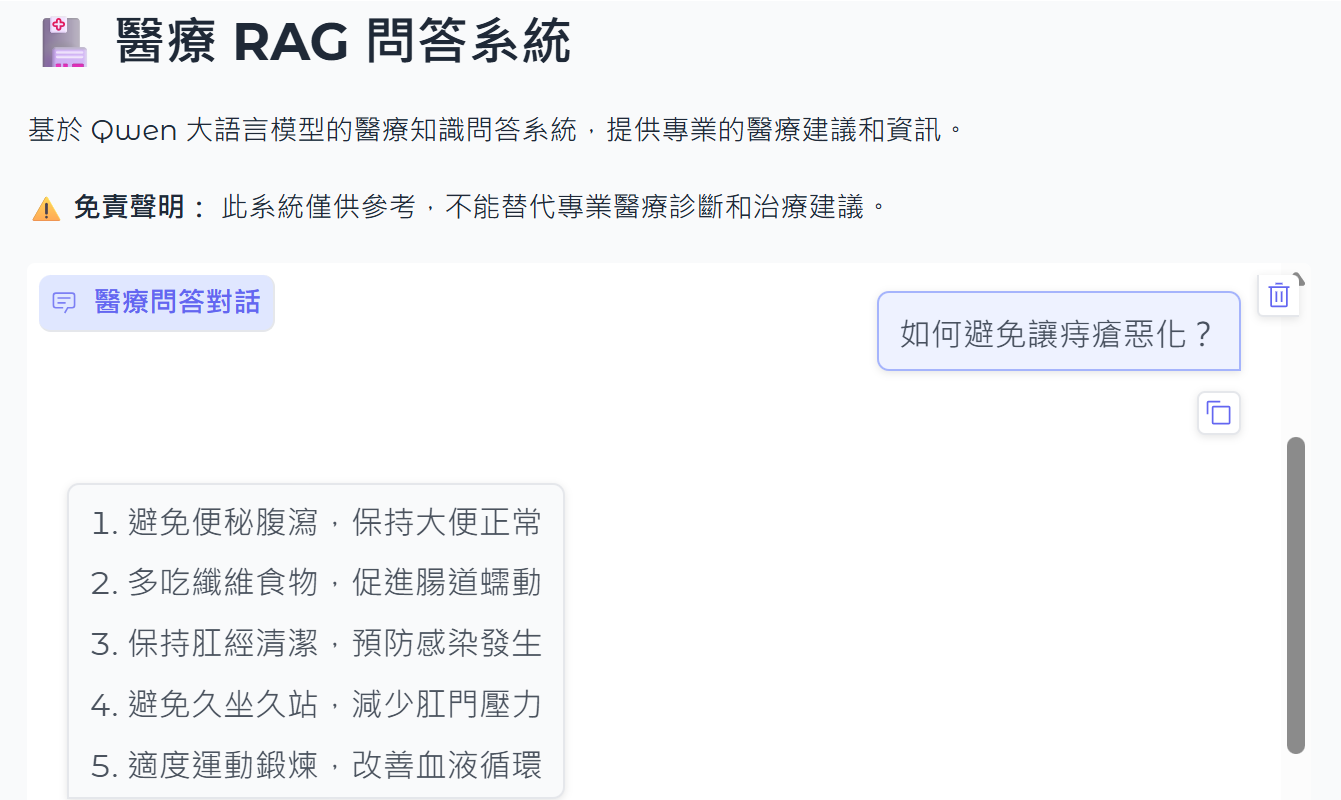 醫療 RAG 問答系統
基於 Qwen 大語言模型的醫療知識問答系統，提供專業的醫療建議和資訊。
免責聲明： 此系統僅供參考，不能替代專業醫療診斷和治療建議。
醫療問答對話
如何避免讓痔瘡惡化？
1. 避免便秘腹瀉，保持大便正常
2. 多吃纖維食物，促進腸道蠕動
3. 保持肛經清潔，預防感染發生
4. 避免久坐久站，減少肛門壓力
5. 適度運動鍛煉，改善血液循環